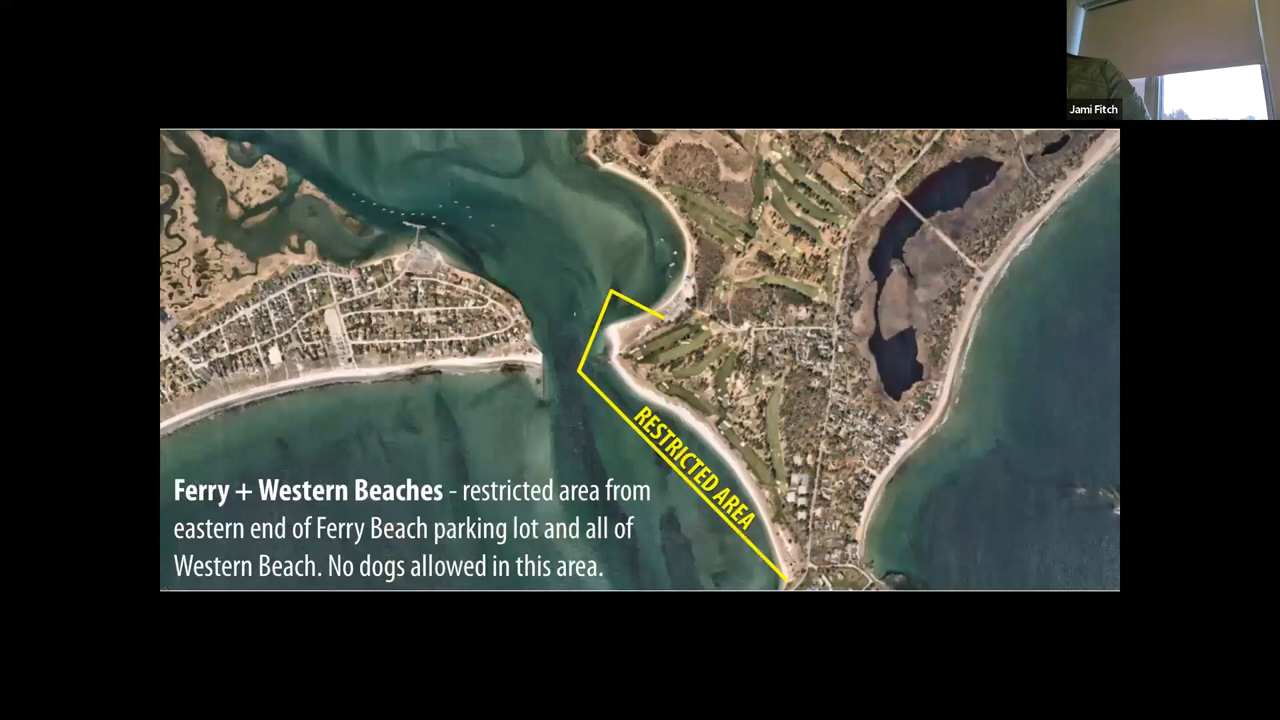 Jami Fitch
RESTRICTED AREA
Ferry + Western Beaches - restricted area from
eastern end of Ferry Beach parking lot and all of
Western Beach. No dogs allowed in this area.